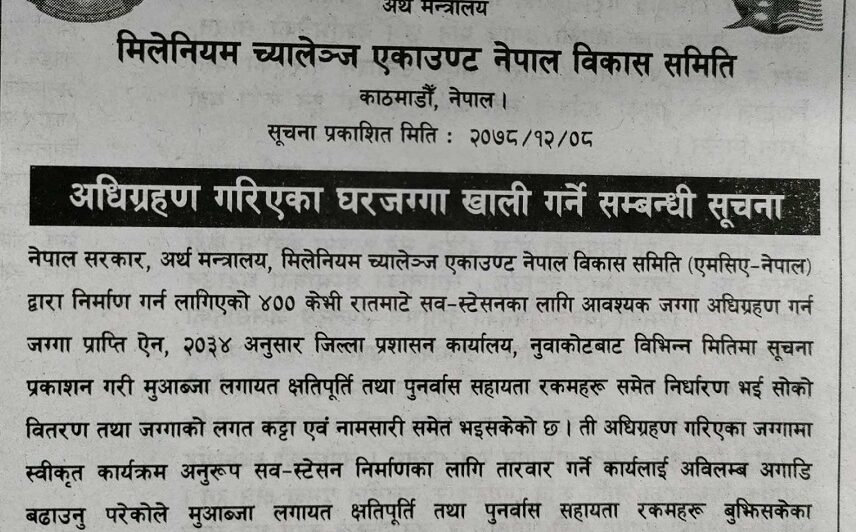 अर्थ मन्त्रालय
मिलेनियम च्यालेञ्ज एकाउण्ट नेपाल विकास समिति
काठमाडौँ, नेपाल ।
सूचना प्रकाशित मिति : २०७८/१२/०८
अधिग्रहण गरिएका घरजग्गा खाली गर्ने सम्बन्धी सूचना
नेपाल सरकार, अर्थ मन्त्रालय, मिलेनियम च्यालेञ्ज एकाउण्ट नेपाल विकास समिति (एमसिए-नेपाल)
द्वारा निर्माण गर्न लागिएको ४०० केभी रातमाटे सव-स्टेसनका लागि आवश्यक जग्गा अधिग्रहण गर्न
जग्गा प्राप्ति ऐन, २०३४ अनुसार जिल्ला प्रशासन कार्यालय, नुवाकोटबाट विभिन्न मितिमा सूचना
प्रकाशन गरी मुआब्जा लगायत क्षतिपूर्ति तथा पुनर्वास सहायता रकमहरू समेत निर्धारण भई सोको
वितरण तथा जग्गाको लगत कट्टा एवं नामसारी समेत भइसकेको छ । ती अधिग्रहण गरिएका जग्गामा
स्वीकृत कार्यक्रम अनुरूप सव-स्टेसन निर्माणका लागि तारवार गर्ने कार्यलाई अविलम्ब अगाडि
बढाउनु परेकोले मुआब्जा लगायत क्षतिपूर्ति तथा पुनर्वास सहायता रकमहरू बुझिसकेका